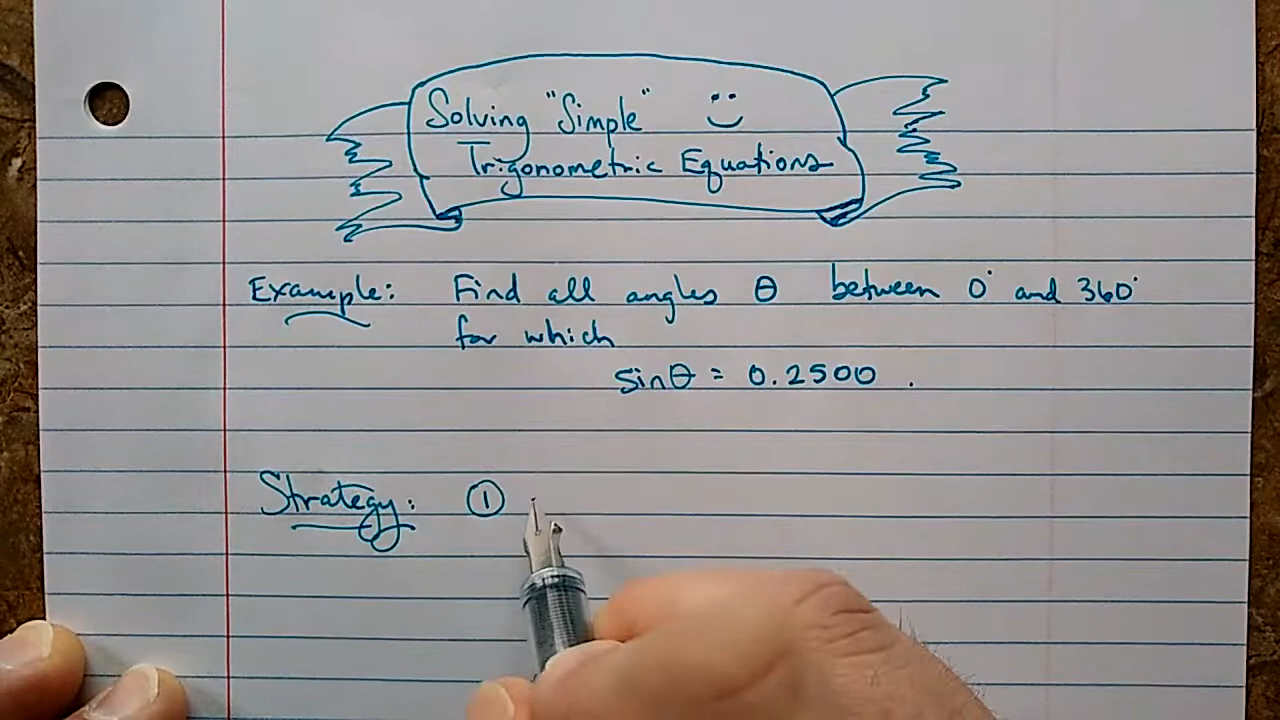 Solving "Simple"
Trigonometric Equations
Example: Find all angles θ between 0° and 360°
for which
sinθ = 0.2500 .
Strategy: ①